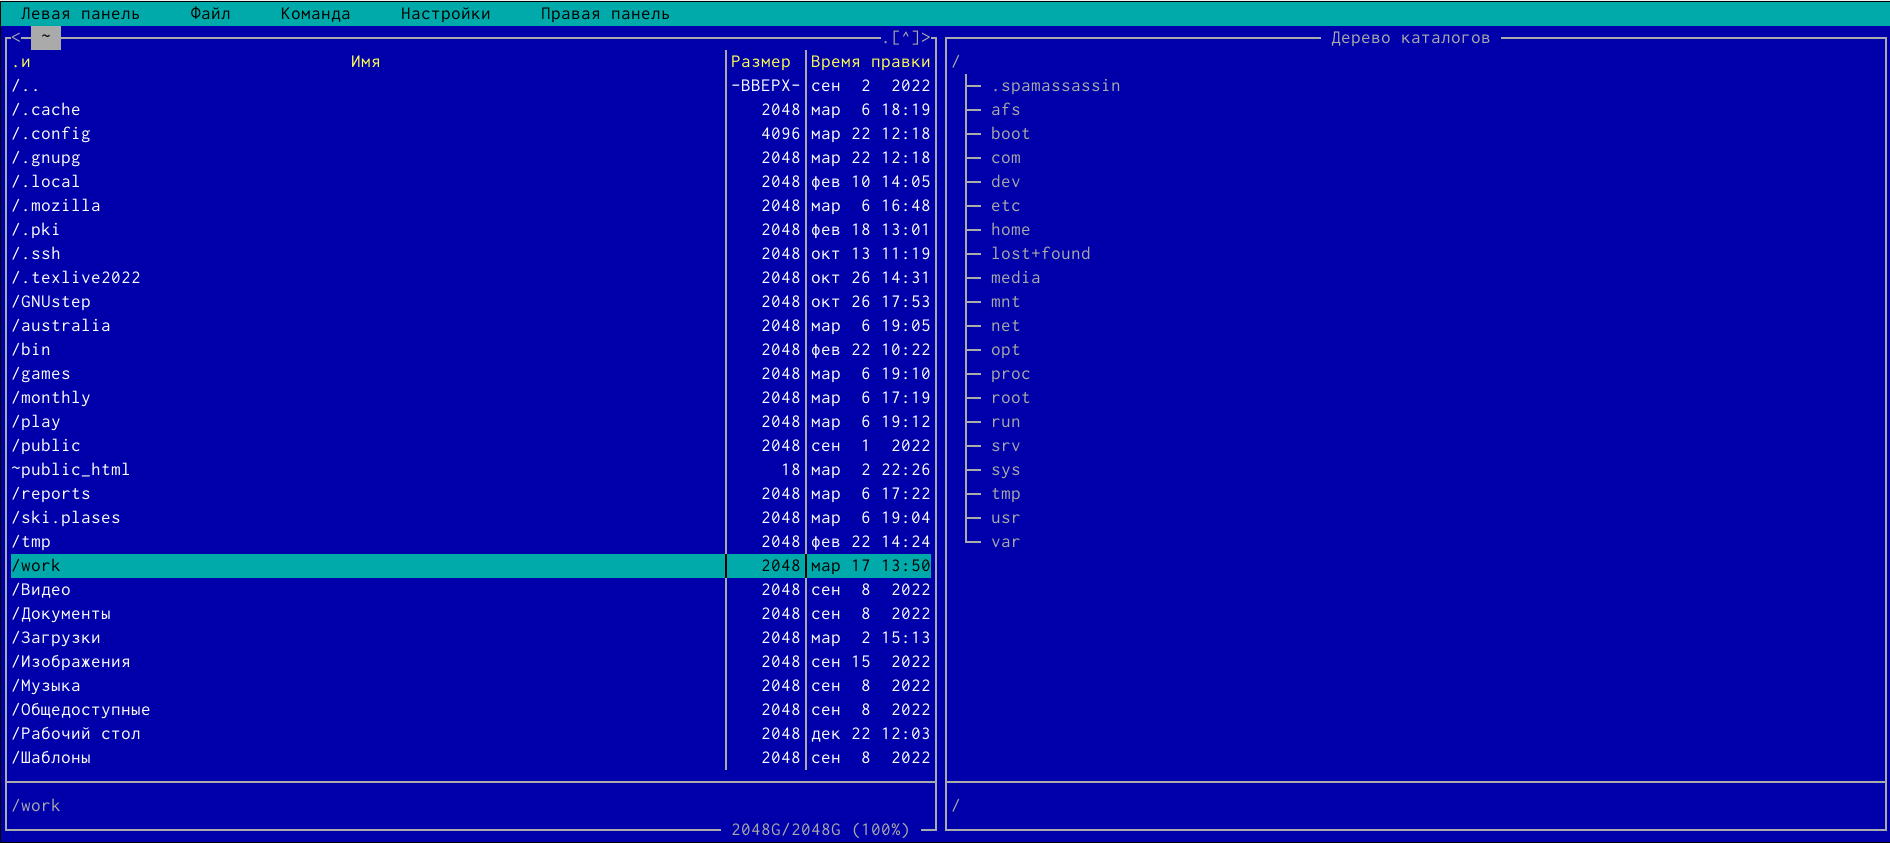 Левая панель Файл Команда Настройки Правая панель
< ~ .[^]>
.и Имя Размер Время правки
/.. -ВВЕРХ- сен 2 2022
/.cache 2048 мар 6 18:19
/.config 4096 мар 22 12:18
/.gnupg 2048 мар 22 12:18
/.local 2048 фев 10 14:05
/.mozilla 2048 мар 6 16:48
/.pki 2048 фев 18 13:01
/.ssh 2048 окт 13 11:19
/.texlive2022 2048 окт 26 14:31
/GNUstep 2048 окт 26 17:53
/australia 2048 мар 6 19:05
/bin 2048 фев 22 10:22
/games 2048 мар 6 19:10
/monthly 2048 мар 6 17:19
/play 2048 мар 6 19:12
/public 2048 сен 1 2022
~public_html 18 мар 2 22:26
/reports 2048 мар 6 17:22
/ski.plases 2048 мар 6 19:04
/tmp 2048 фев 22 14:24
/work 2048 мар 17 13:50
/Видео 2048 сен 8 2022
/Документы 2048 сен 8 2022
/Загрузки 2048 мар 2 15:13
/Изображения 2048 сен 15 2022
/Музыка 2048 сен 8 2022
/Общедоступные 2048 сен 8 2022
/Рабочий стол 2048 дек 22 12:03
/Шаблоны 2048 сен 8 2022
/work
2048G/2048G (100%)
Дерево каталогов
/
.spamassassin
afs
boot
com
dev
etc
home
lost+found
media
mnt
net
opt
proc
root
run
srv
sys
tmp
usr
var
/